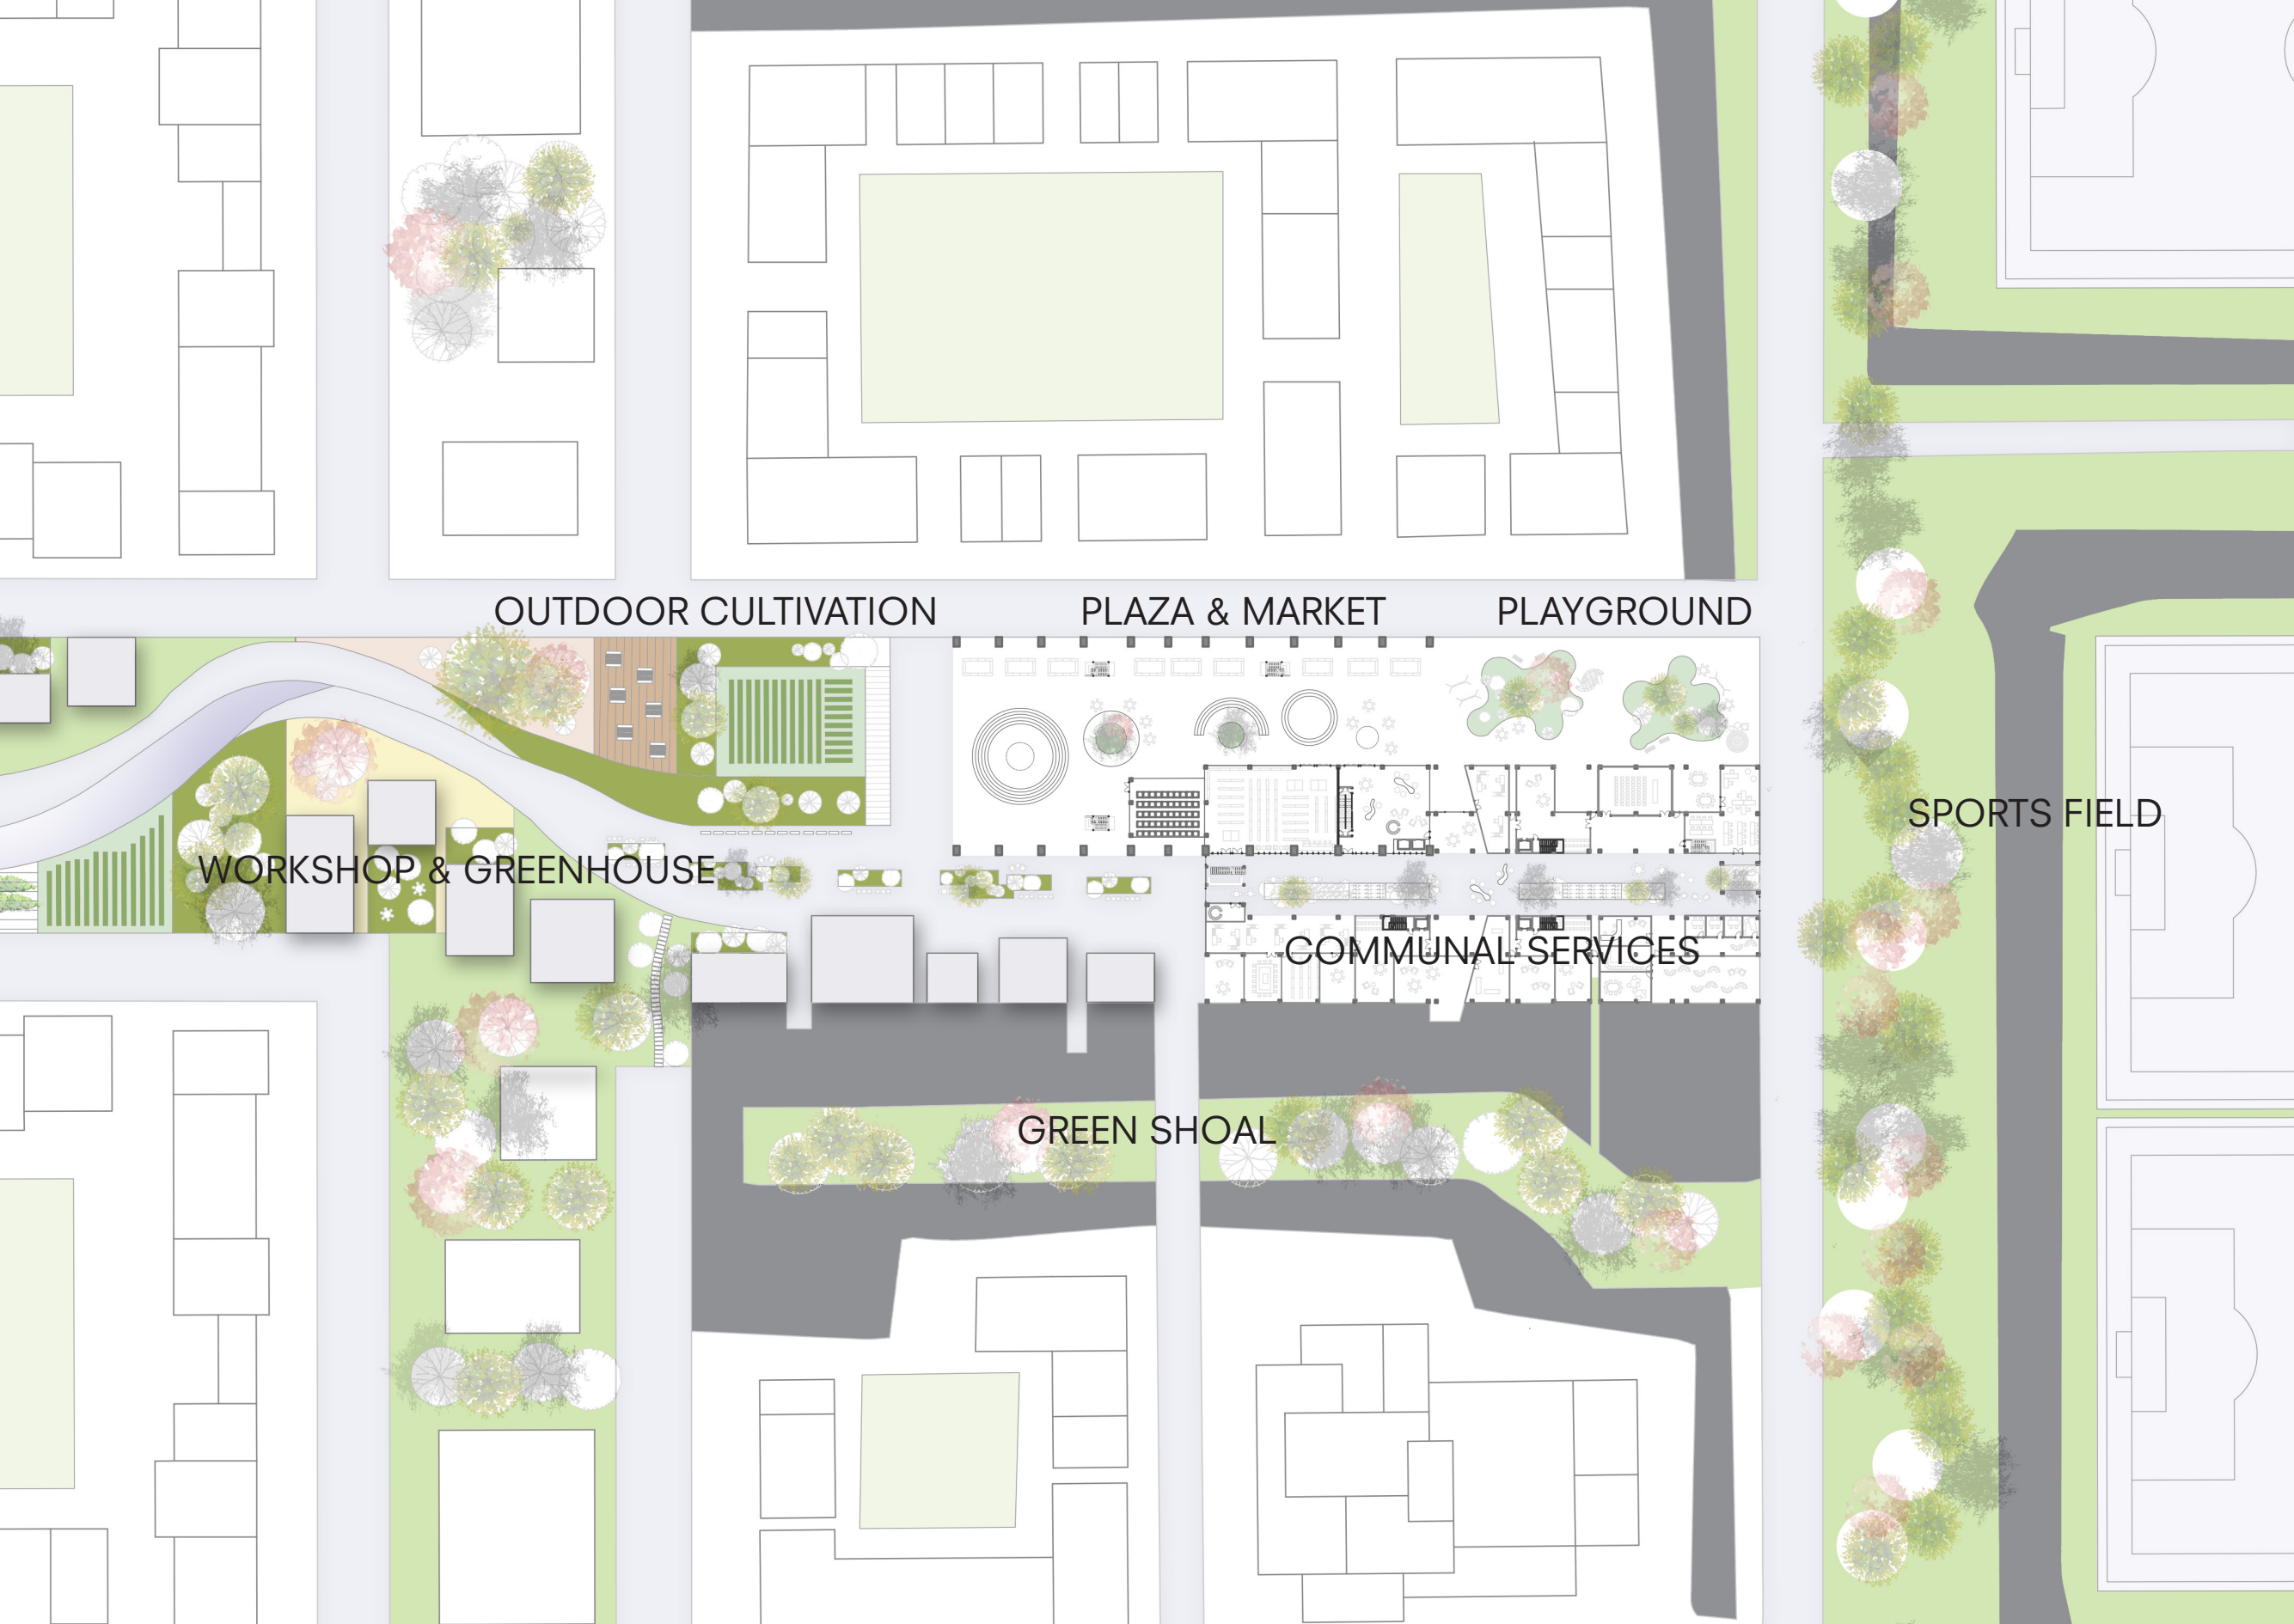 OUTDOOR CULTIVATION
PLAZA & MARKET
PLAYGROUND
SPORTS FIELD
WORKSHOP & GREENHOUSE
COMMUNAL SERVICES
GREEN SHOAL